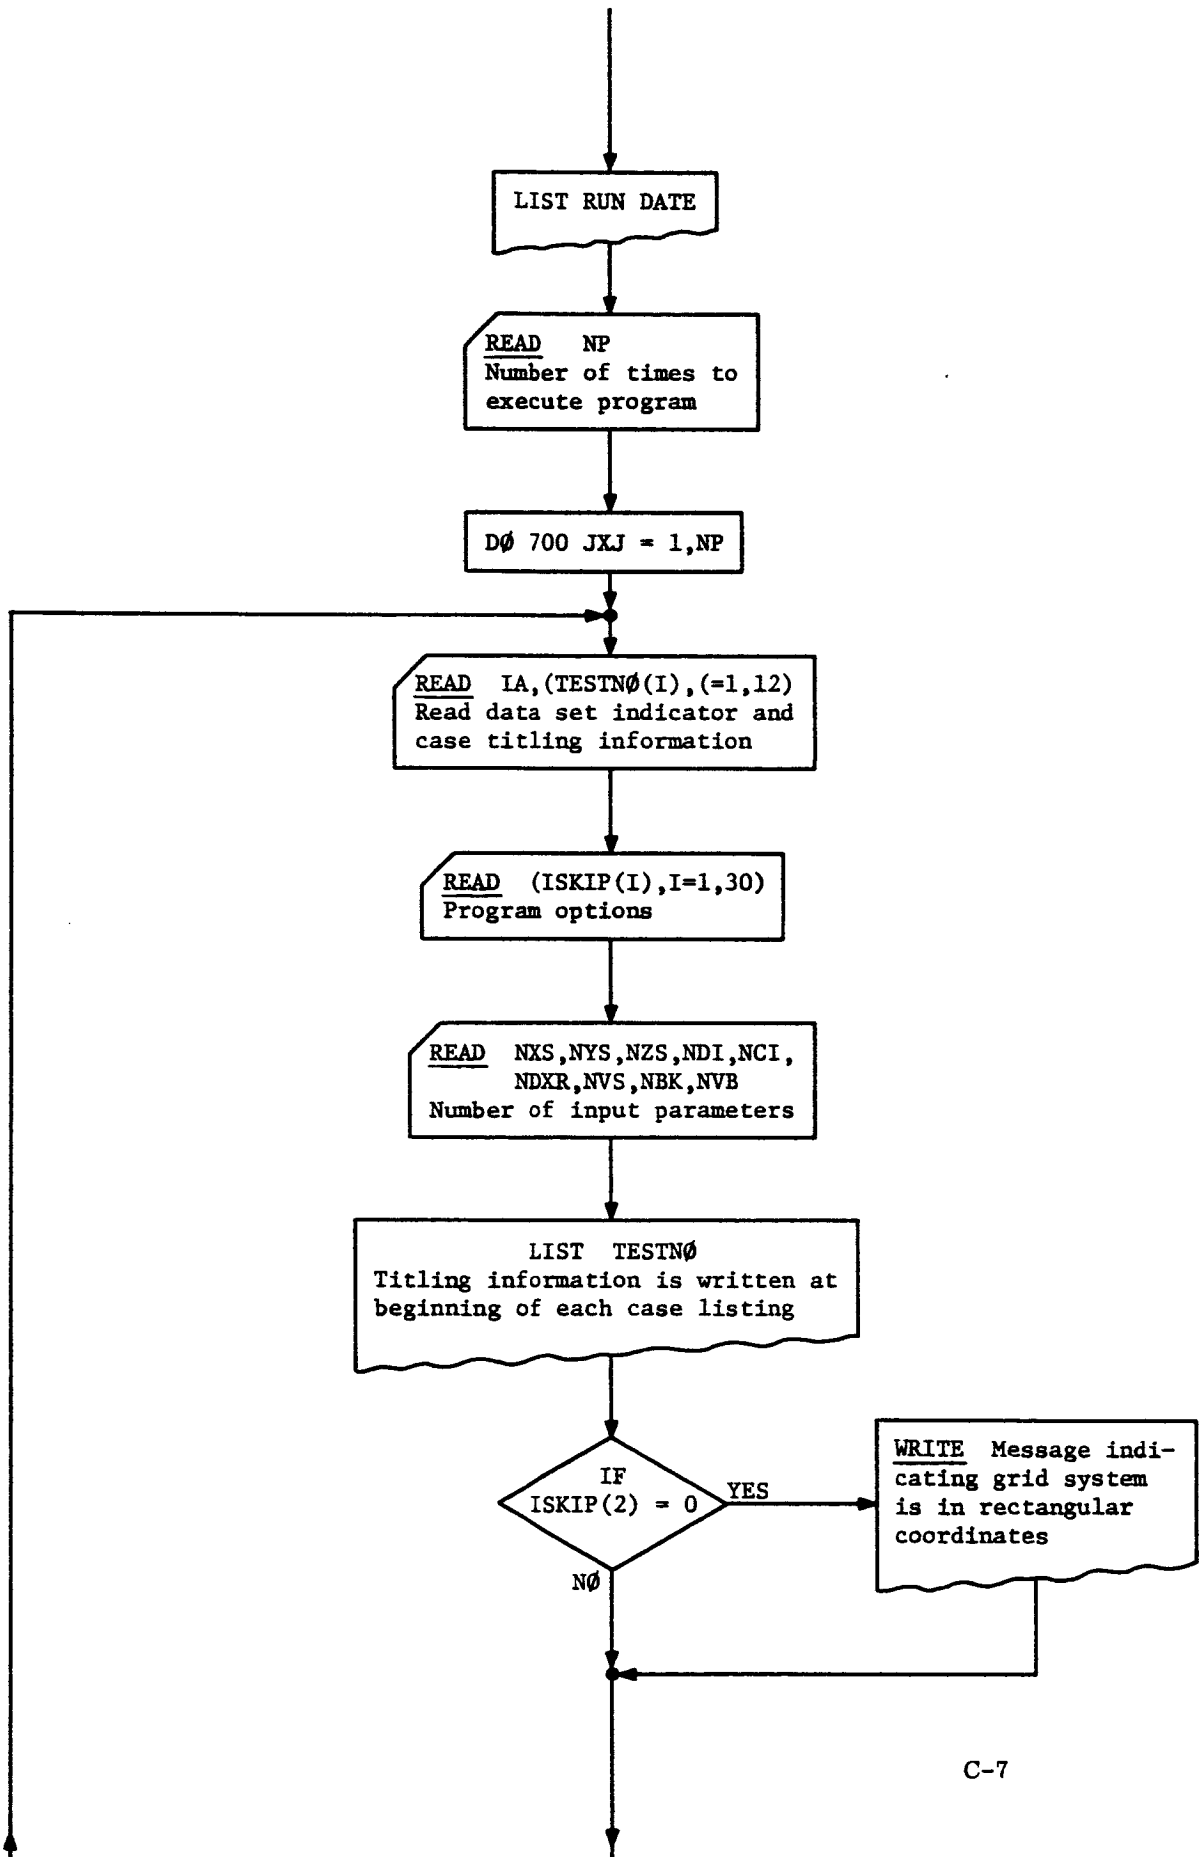 LIST RUN DATE
READ NP
Number of times to
execute program
DØ 700 JXJ = 1,NP
READ IA,(TESTNØ(I),(=1,12)
Read data set indicator and
case titling information
READ (ISKIP(I),I=1,30)
Program options
READ NXS,NYS,NZS,NDI,NCI,
NDXR,NVS,NBK,NVB
Number of input parameters
LIST TESTNØ
Titling information is written at
beginning of each case listing
IF
ISKIP(2) = 0
YES
WRITE Message indi-
cating grid system
is in rectangular
coordinates
NØ
C-7